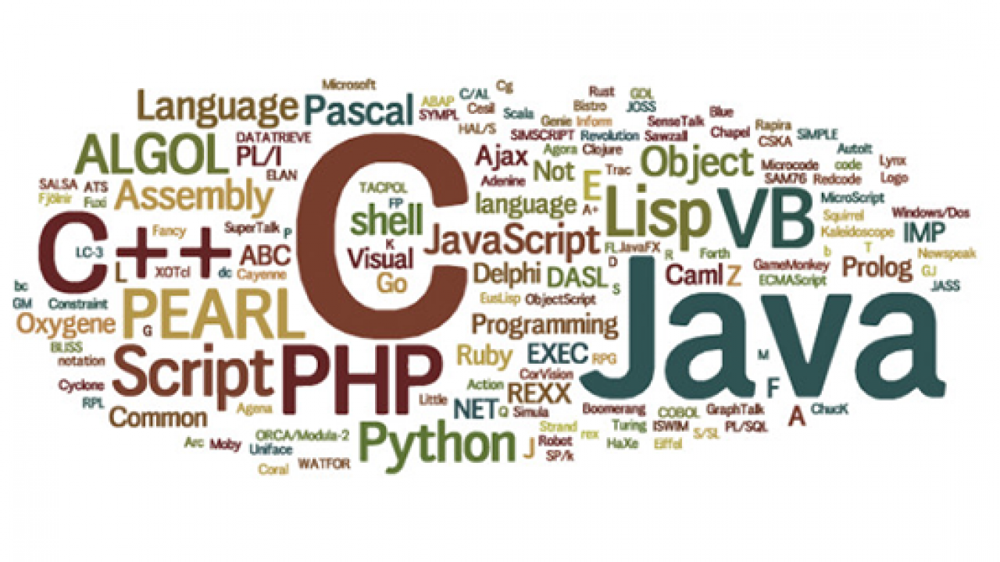 Microsoft
Language
Pascal
ABAP
C/AL
Cg
SYMPL
Cesil
Scala
HAL/S
Rust
GDL
Bistro
JOSS
Genie
Inform
SIMSCRIPT
Revolution
SenseTalk
Blue
Sawzall
Chapel
Rapira
CSKA
SiMPLE
ALGOL
DATATRIEVE
PL/I
ELAN
Ajax
Agora
Clojure
Not
Adenine
E
Trac
Object
AutoIt
Microcode
code
Lynx
SAM76
Redcode
Logo
SALSA
ATS
Fjölnir
Fuxi
Assembly
C
TACPOL
FP
shell
K
Visual
Go
language
A+
Lisp
VB
MicroScript
Squirrel
Windows/Dos
Kaleidoscope
IMP
C++
Fancy
SuperTalk
P
LC-3
ABC
L
XOTcl
dc
Cayenne
JavaScript
FL
JavaFX
D
R
Forth
b
T
Newspeak
Delphi
DASL
S
Caml
Z
GameMonkey
ECMAScript
Prolog
GJ
JASS
bc
GM
Constraint
Oxygene
PEARL
G
EusLisp
ObjectScript
Programming
Java
BLISS
notation
Script
PHP
Ruby
EXEC
RPG
M
F
Cyclone
RPL
Common
Agena
Little
Action
CorVision
REXX
NET
Q
Simula
Boomerang
COBOL
GraphTalk
A
ChucK
Arc
Moby
ORCA/Modula-2
Uniface
Python
Strand
rex
Turing
ISWIM
S/SL
PL/SQL
J
Robot
HaXe
Eiffel
SP/k
Coral
WATFOR